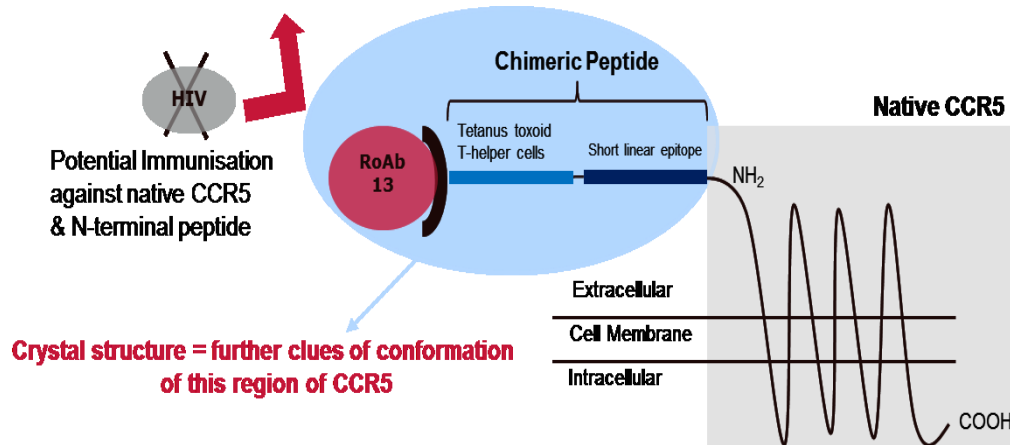 HIV
Potential Immunisation
against native CCR5
& N-terminal peptide
Chimeric Peptide
Tetanus toxoid
T-helper cells
Short linear epitope
RoAb
13
Native CCR5
NH₂
Extracellular
Cell Membrane
Intracellular
COOH
Crystal structure = further clues of conformation
of this region of CCR5